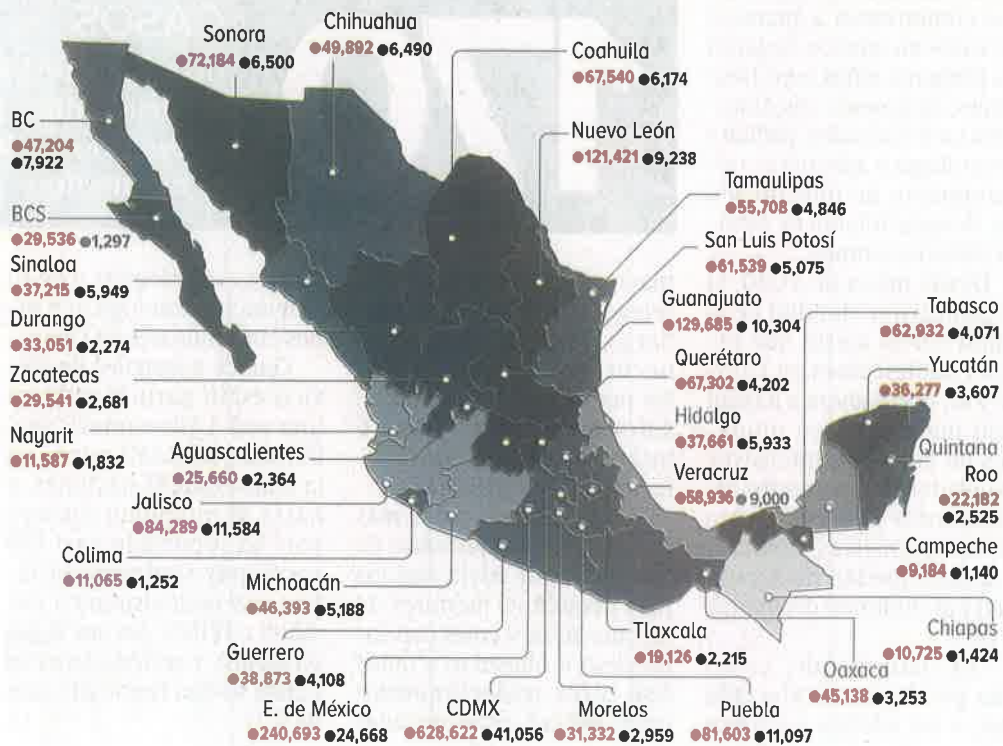 Sonora
●72,184 ●6,500
Chihuahua
●49,892 ●6,490
Coahuila
●67,540 ●6,174
BC
●47,204
●7,922
Nuevo León
●121,421 ●9,238
Tamaulipas
●55,708 ●4,846
BCS
●29,536 ●1,297
San Luis Potosí
●61,539 ●5,075
Sinaloa
●37,215 ●5,949
Guanajuato
●129,685 ●10,304
Tabasco
●62,932 ●4,071
Durango
●33,051 ●2,274
Querétaro
●67,302 ●4,202
Yucatán
●36,277 ●3,607
Zacatecas
●29,541 ●2,681
Hidalgo
●37,661 ●5,933
Nayarit
●11,587 ●1,832
Aguascalientes
●25,660 ●2,364
Veracruz
●58,936 ●9,000
Quintana
Roo
●22,182
●2,525
Jalisco
●84,289 ●11,584
Campeche
●9,184 ●1,140
Colima
●11,065 ●1,252
Michoacán
●46,393 ●5,188
Chiapas
●10,725 ●1,424
Tlaxcala
●19,126 ●2,215
Guerrero
●38,873 ●4,108
Oaxaca
●45,138 ●3,253
E. de México
●240,693 ●24,668
CDMX
●628,622 ●41,056
Morelos
●31,332 ●2,959
Puebla
●81,603 ●11,097